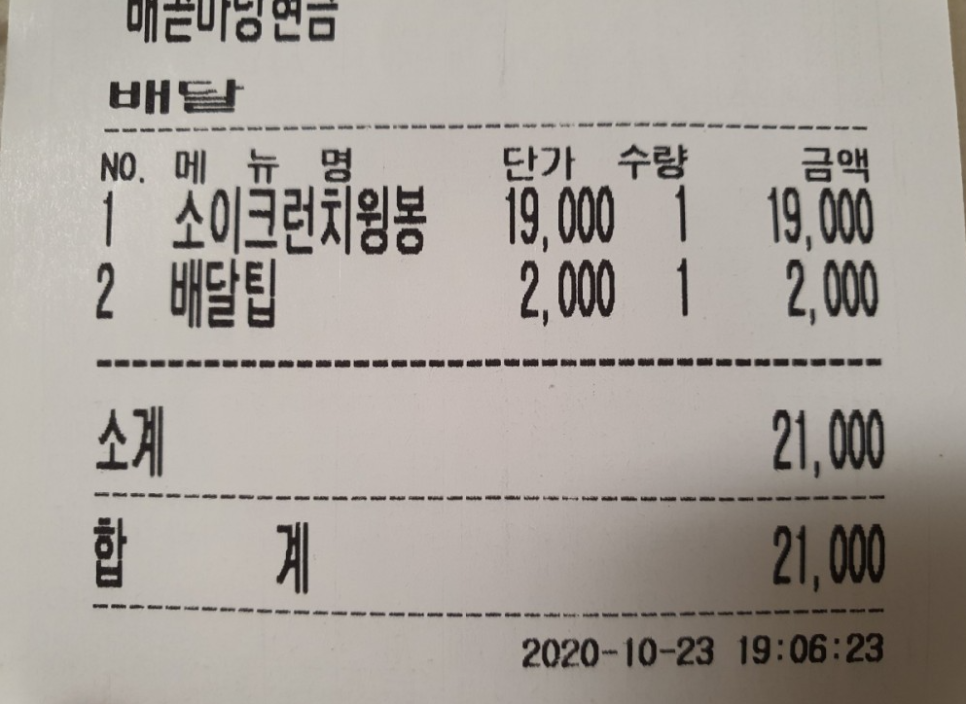 배달
NO. 메 뉴 명 단가 수량 금액
1 소이크런치윙봉 19,000 1 19,000
2 배달팁 2,000 1 2,000
소계 21,000
합 계 21,000
2020-10-23 19:06:23